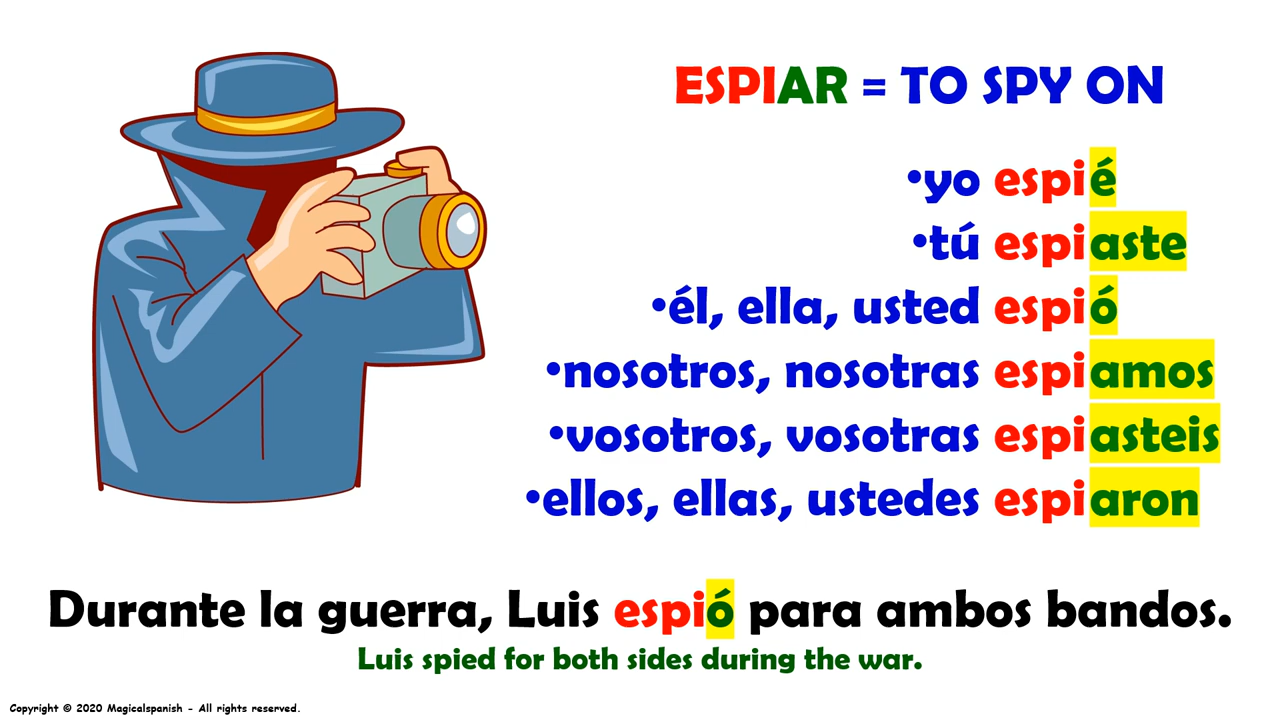 ESPIAR = TO SPY ON
•yo espié
•tú espiaste
•él, ella, usted espió
•nosotros, nosotras espiamos
•vosotros, vosotras espiasteis
•ellos, ellas, ustedes espiaron
Durante la guerra, Luis espió para ambos bandos.
Luis spied for both sides during the war.
Copyright © 2020 Magicalspanish - All rights reserved.